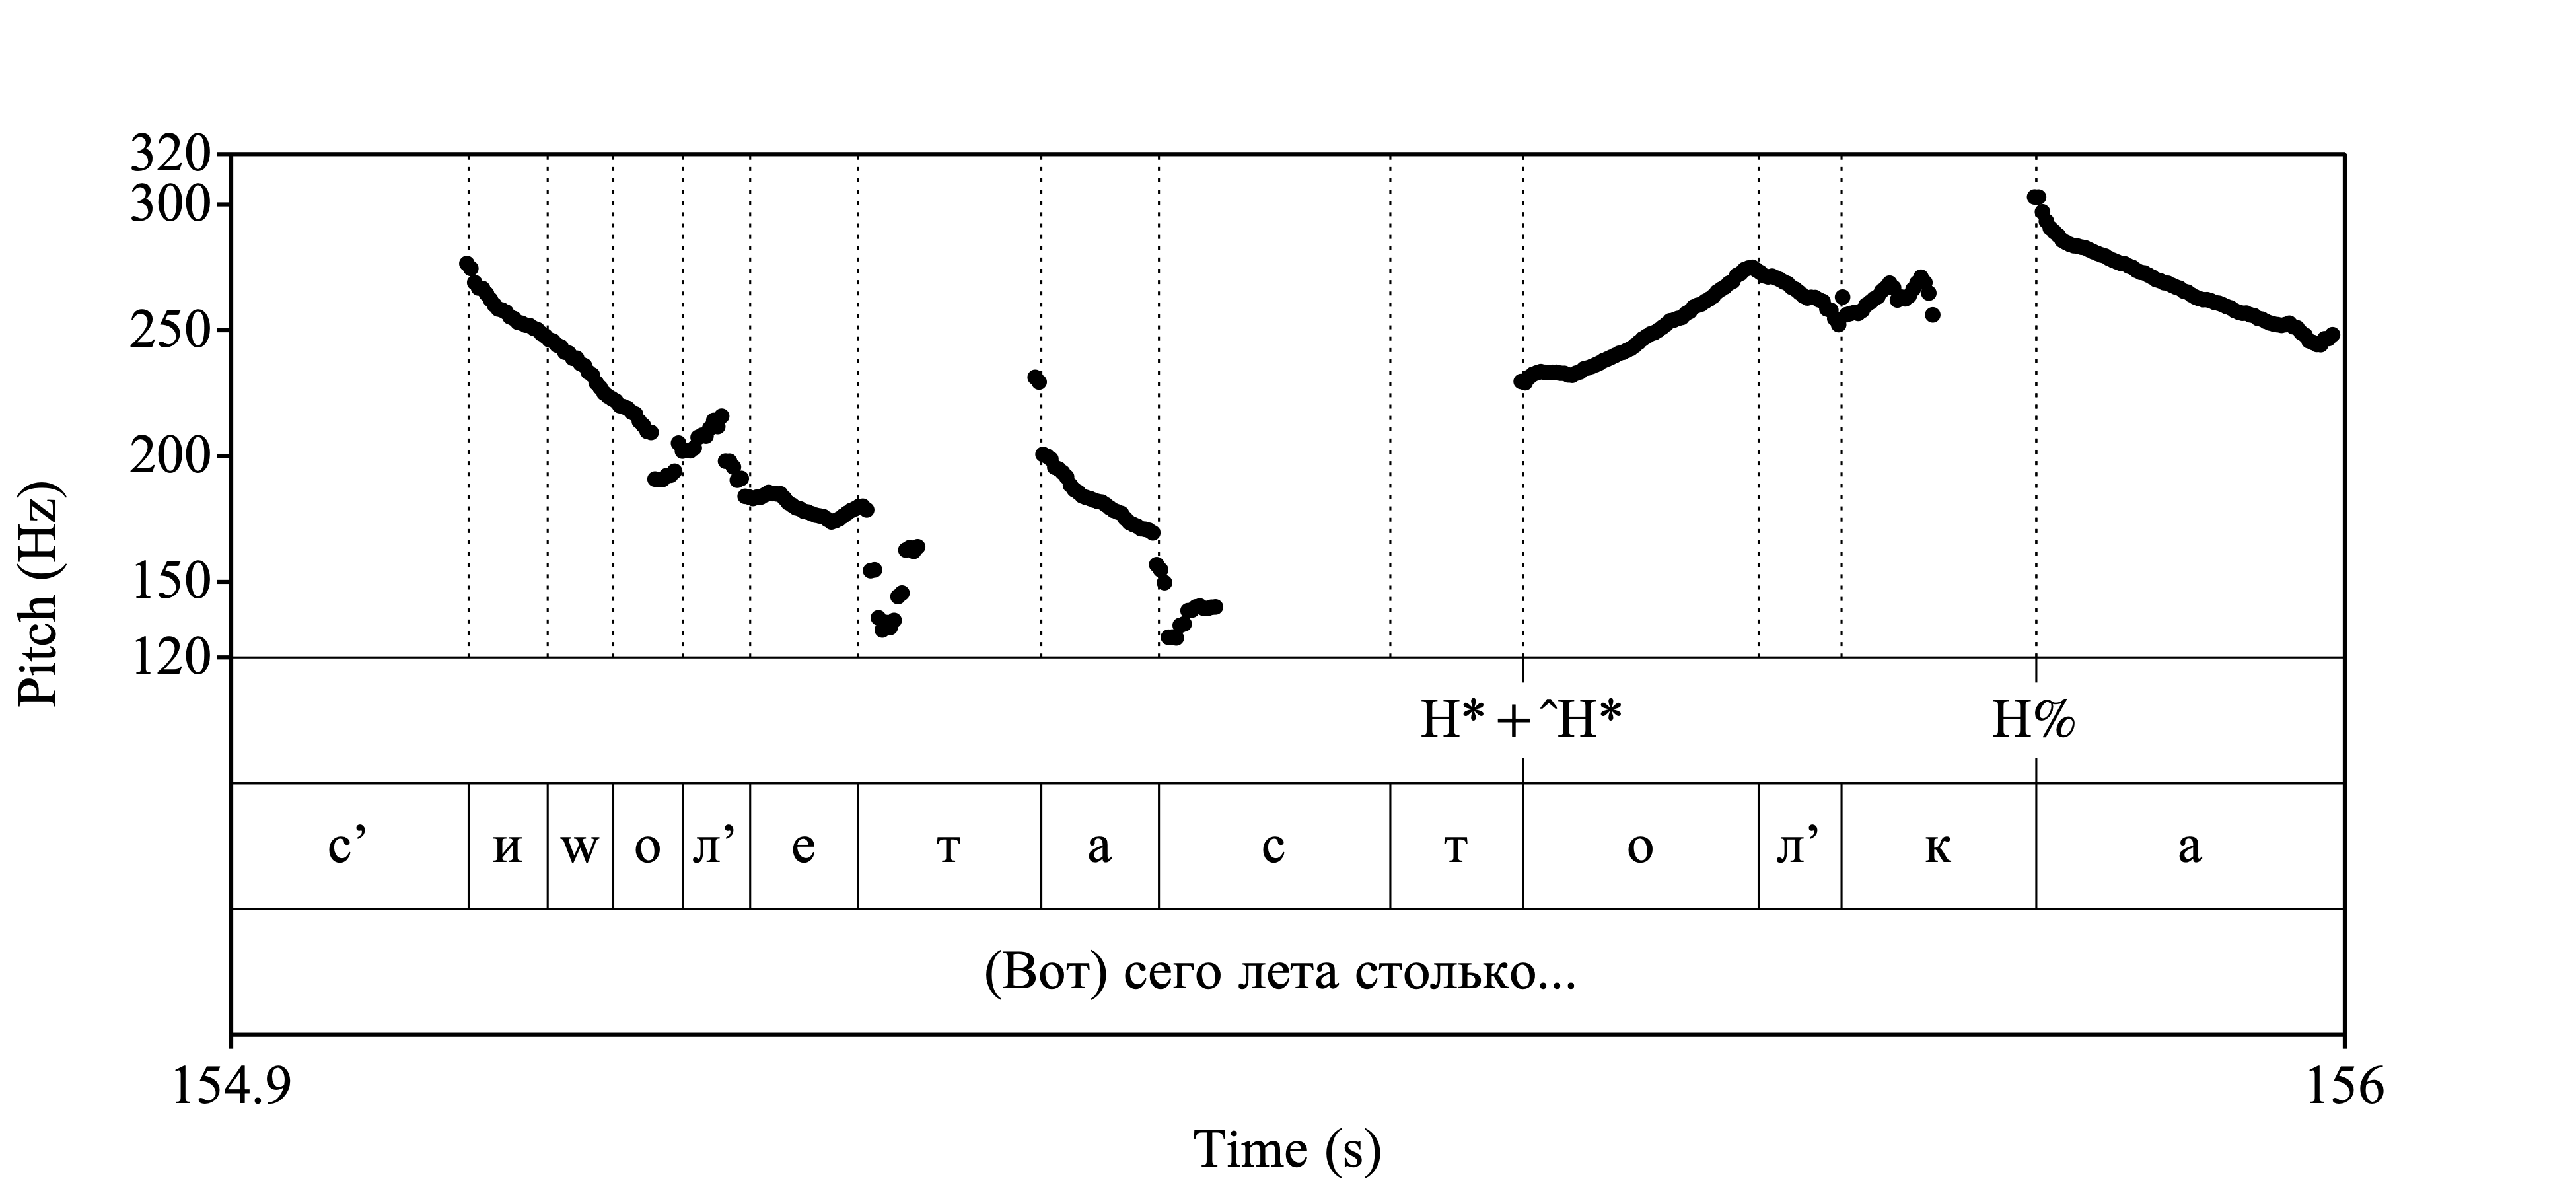 320
300
250
200
150
120
Pitch (Hz)
H* + ^H* H%
с’ и w о л’ е т а с т о л’ к а
(Вот) сего лета столько...
154.9 156
Time (s)